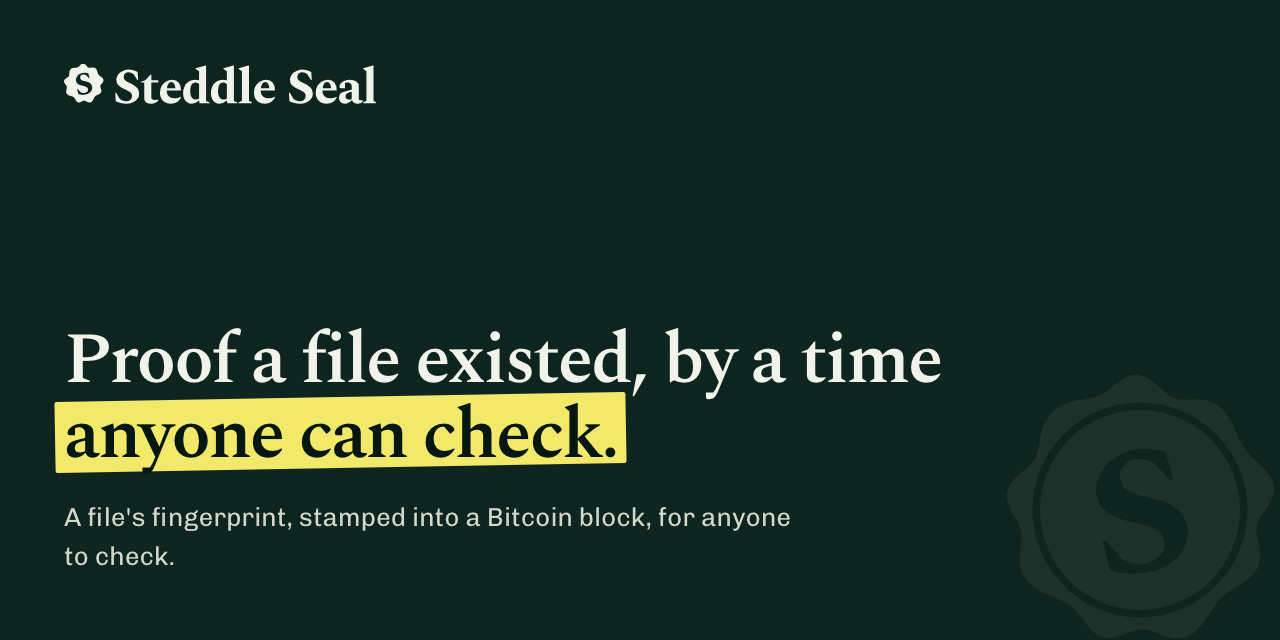 S Steddle Seal
Proof a file existed, by a time
anyone can check.
A file's fingerprint, stamped into a Bitcoin block, for anyone
to check.
S